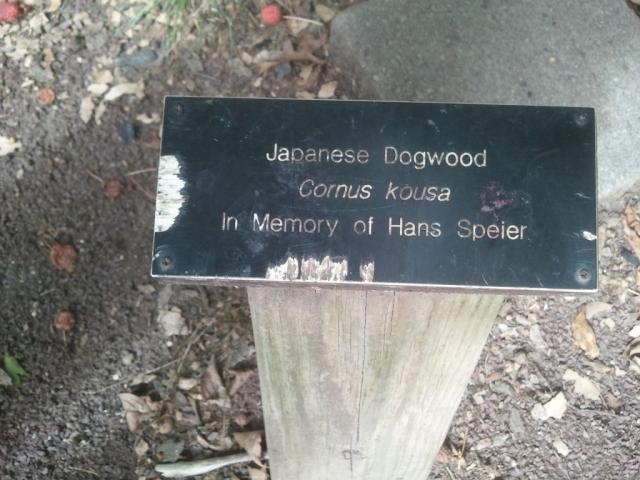 Japanese Dogwood
Cornus kousa
In Memory of Hans Speier